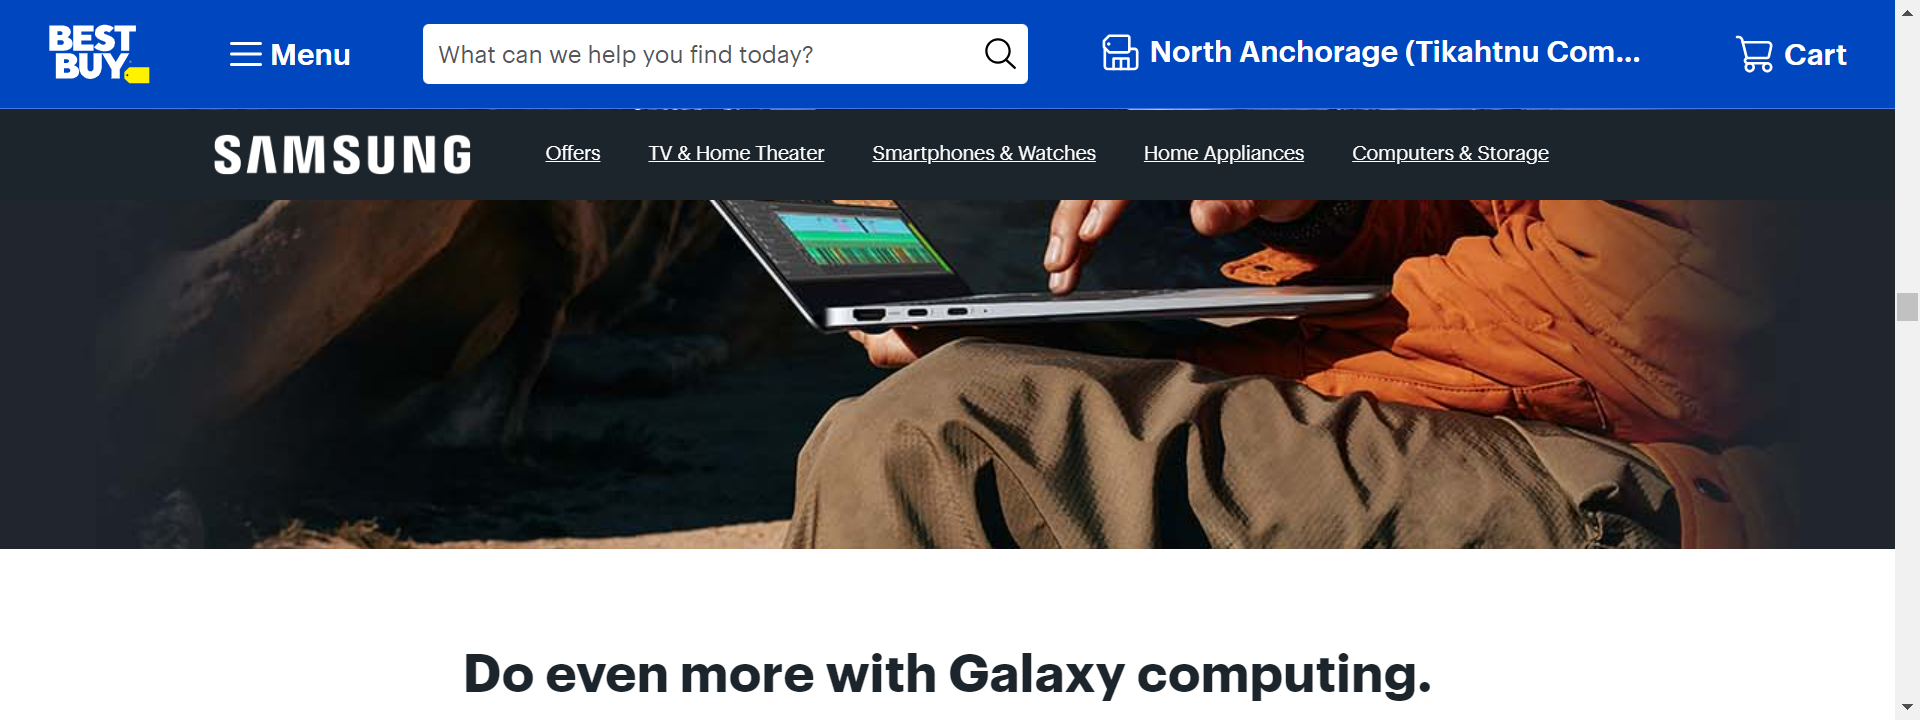 BEST BUY
Menu
What can we help you find today?
North Anchorage (Tikahtnu Com...
Cart
SAMSUNG
Offers
TV & Home Theater
Smartphones & Watches
Home Appliances
Computers & Storage
Do even more with Galaxy computing.